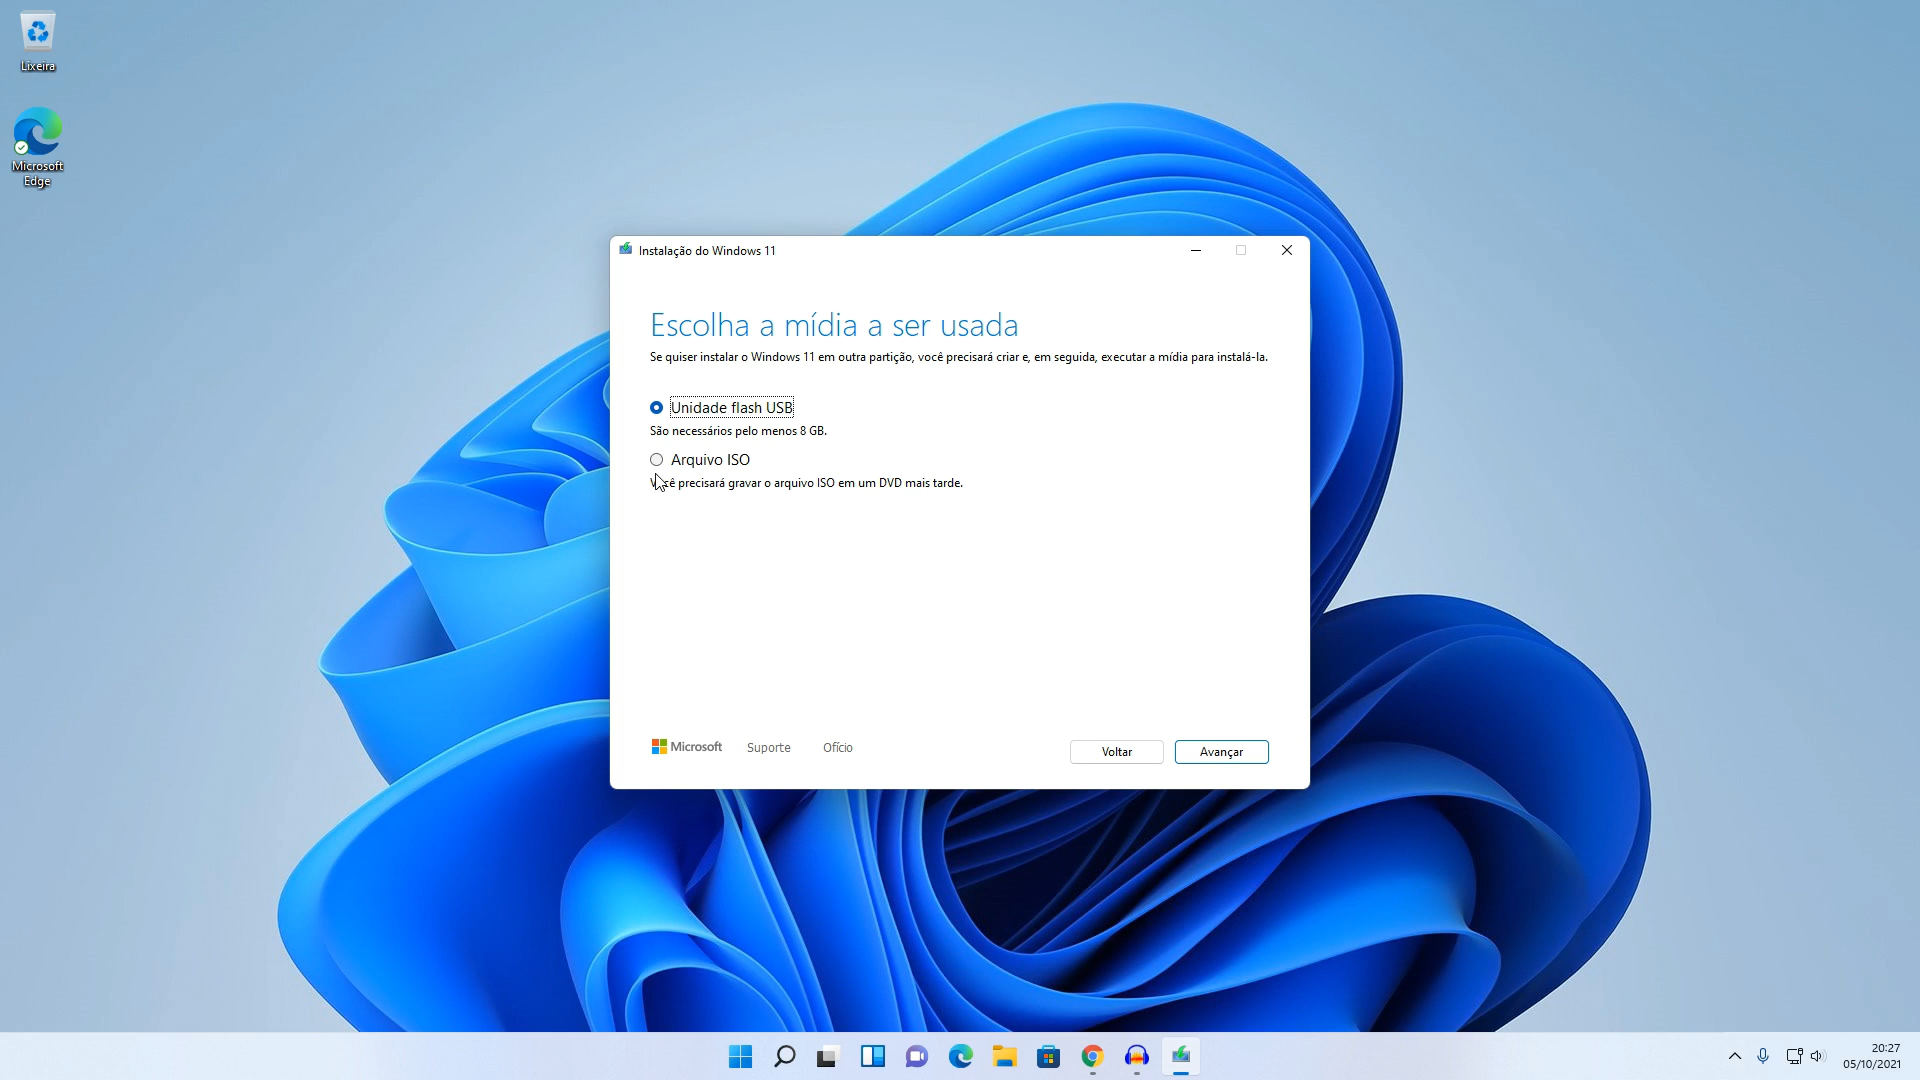 Lixeira
Microsoft
Edge
Instalação do Windows 11
Escolha a mídia a ser usada
Se quiser instalar o Windows 11 em outra partição, você precisará criar e, em seguida, executar a mídia para instalá-la.
Unidade flash USB
São necessários pelo menos 8 GB.
Arquivo ISO
Você precisará gravar o arquivo ISO em um DVD mais tarde.
Microsoft
Suporte
Ofício
Voltar
Avançar
20:27
05/10/2021